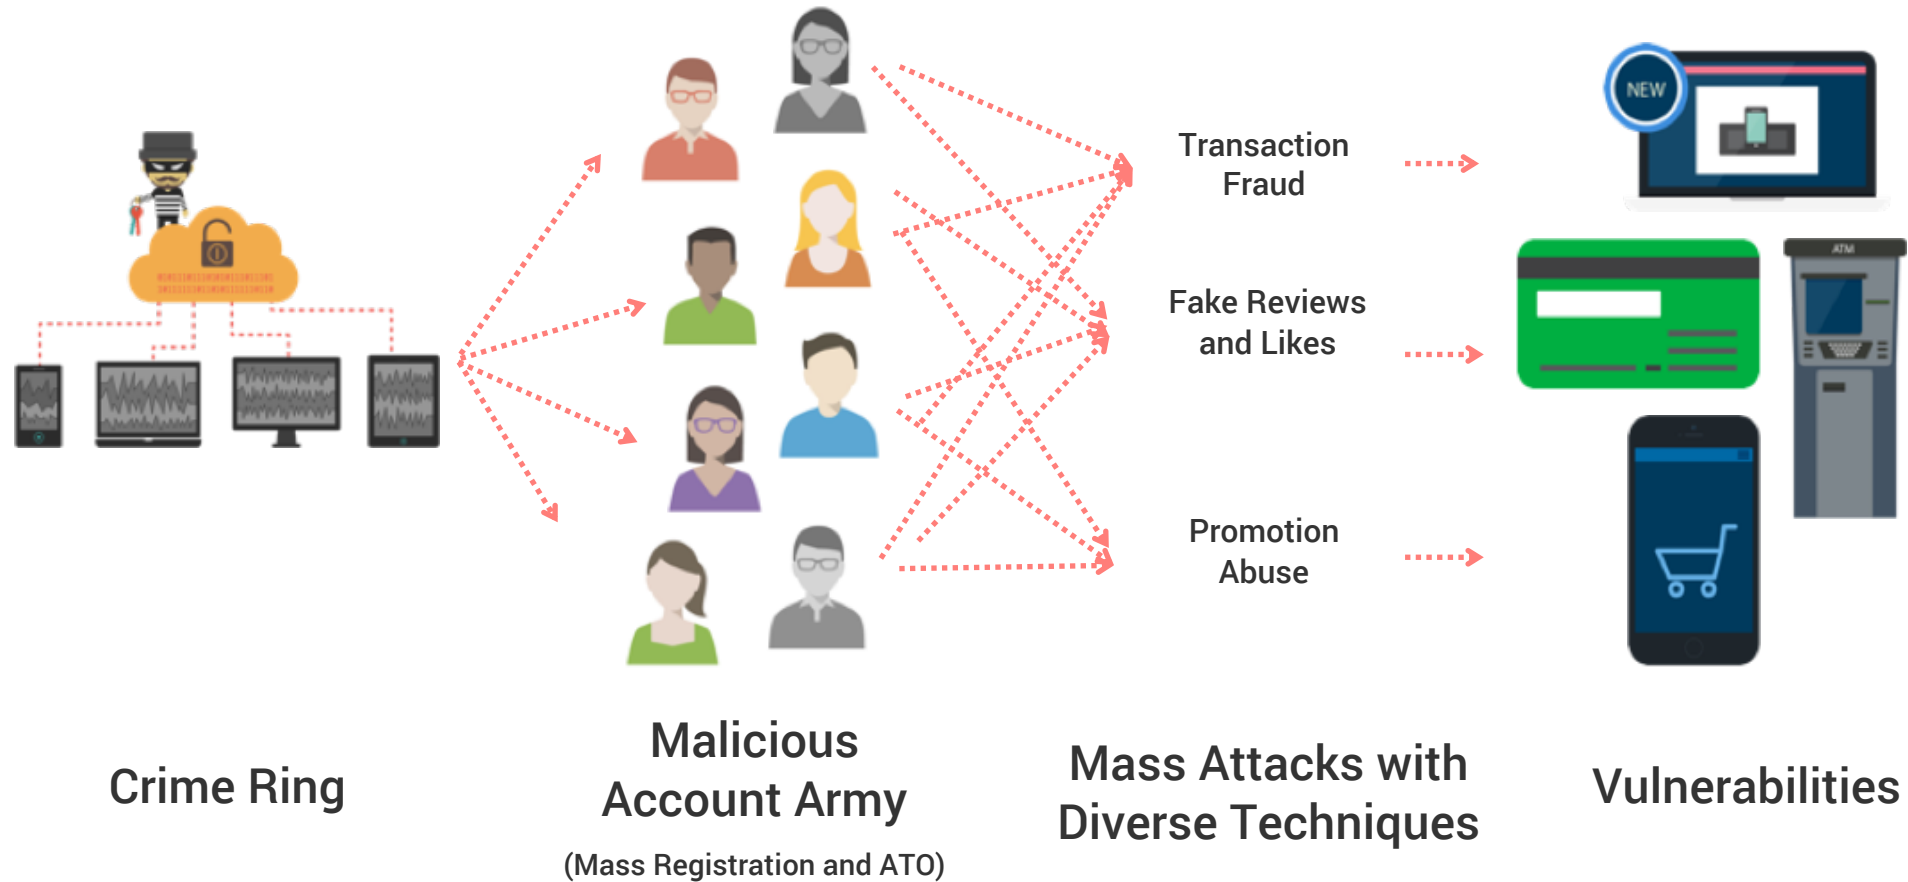 NEW
ATM
Transaction
Fraud
Fake Reviews
and Likes
Promotion
Abuse
Crime Ring
Malicious
Account Army
(Mass Registration and ATO)
Mass Attacks with
Diverse Techniques
Vulnerabilities